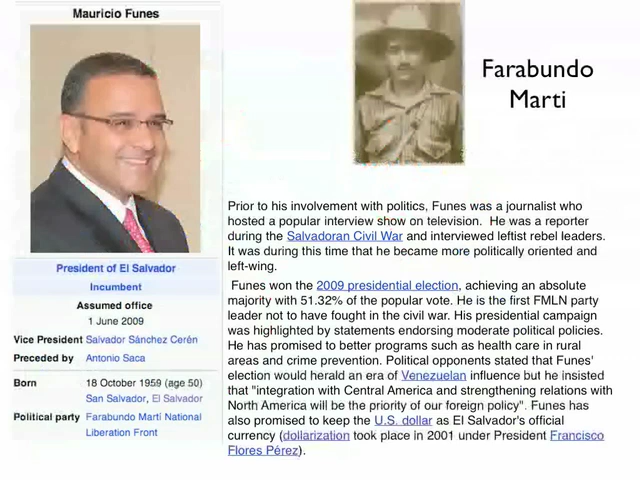 Mauricio Funes
President of El Salvador
Incumbent
Assumed office
1 June 2009
Vice President Salvador Sánchez Cerén
Preceded by Antonio Saca
Born 18 October 1959 (age 50)
San Salvador, El Salvador
Political party Farabundo Martí National
Liberation Front
Farabundo
Marti
Prior to his involvement with politics, Funes was a journalist who
hosted a popular interview show on television. He was a reporter
during the Salvadoran Civil War and interviewed leftist rebel leaders.
It was during this time that he became more politically oriented and
left-wing.
Funes won the 2009 presidential election, achieving an absolute
majority with 51.32% of the popular vote. He is the first FMLN party
leader not to have fought in the civil war. His presidential campaign
was highlighted by statements endorsing moderate political policies.
He has promised to better programs such as health care in rural
areas and crime prevention. Political opponents stated that Funes'
election would herald an era of Venezuelan influence but he insisted
that "integration with Central America and strengthening relations with
North America will be the priority of our foreign policy". Funes has
also promised to keep the U.S. dollar as El Salvador's official
currency (dollarization took place in 2001 under President Francisco
Flores Pérez).